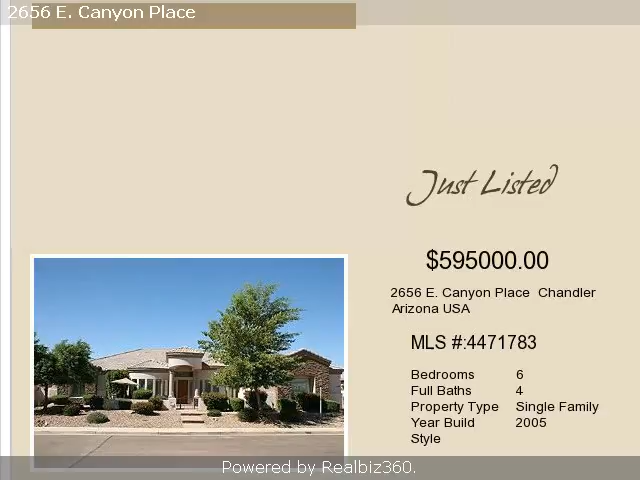 2656 E. Canyon Place
Just Listed
$595000.00
2656 E. Canyon Place  Chandler
Arizona USA
MLS #:4471783
Bedrooms 6
Full Baths 4
Property Type Single Family
Year Build 2005
Style
Powered by Realbiz360.